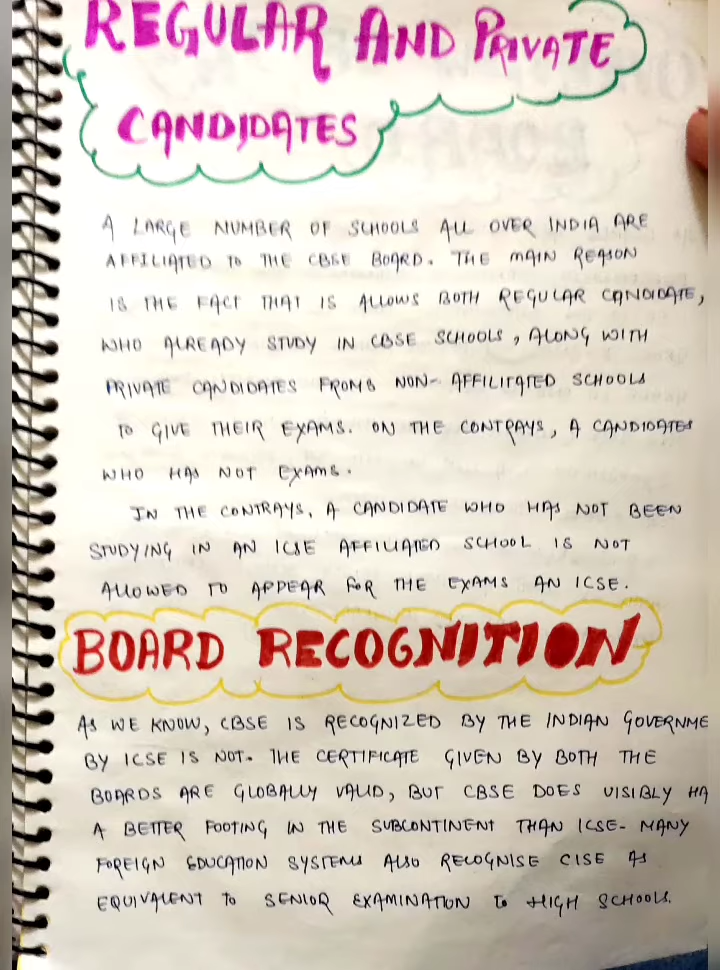 REGULAR AND PRIVATE
CANDIDATES
A LARGE NUMBER OF SCHOOLS ALL OVER INDIA ARE
AFFILIATED TO THE CBSE BOARD. THE MAIN REASON
IS THE FACT THAT IS ALLOWS BOTH REGULAR CANDIDATE,
WHO ALREADY STUDY IN CBSE SCHOOLS, ALONG WITH
PRIVATE CANDIDATES FROM NON-AFFILITATED SCHOOLS
TO GIVE THEIR EXAMS. ON THE CONTRAYS, A CANDIDATES
WHO HAS NOT EXAMS.
IN THE CONTRAYS, A CANDIDATE WHO HAS NOT BEEN
STUDYING IN AN ICSE AFFILIATED SCHOOL IS NOT
ALLOWED TO APPEAR FOR THE EXAMS AN ICSE.
BOARD RECOGNITION
AS WE KNOW, CBSE IS RECOGNIZED BY THE INDIAN GOVERNME
BY ICSE IS NOT. THE CERTIFICATE GIVEN BY BOTH THE
BOARDS ARE GLOBALLY VALID, BUT CBSE DOES VISIBLY HA
A BETTER FOOTING IN THE SUBCONTINENT THAN ICSE- MANY
FOREIGN EDUCATION SYSTEMS ALSO RECOGNISE CISE AS
EQUIVALENT TO SENIOR EXAMINATION TO HIGH SCHOOLS.